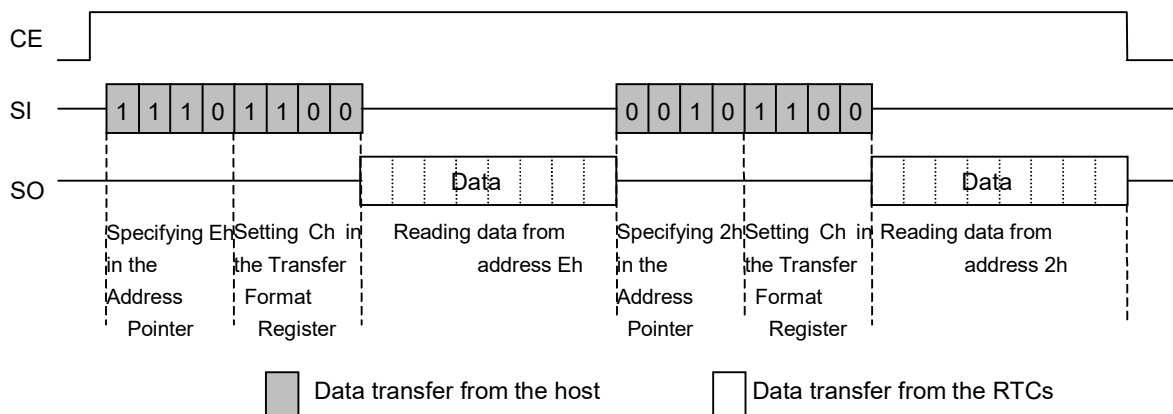 CE
SI
1 1 1 0 1 1 0 0
0 0 1 0 1 1 0 0
SO
Data
Data
Specifying Eh
in the
Address
Pointer
Setting Ch in
the Transfer
Format
Register
Reading data from
address Eh
Specifying 2h
in the
Address
Pointer
Setting Ch in
the Transfer
Format
Register
Reading data from
address 2h
Data transfer from the host
Data transfer from the RTCs